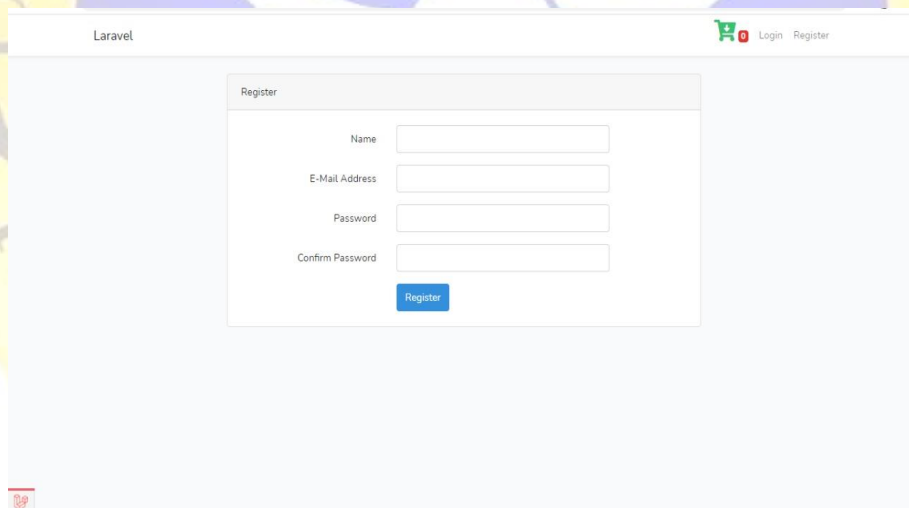 Laravel
0 Login Register
Register
Name
E-Mail Address
Password
Confirm Password
Register